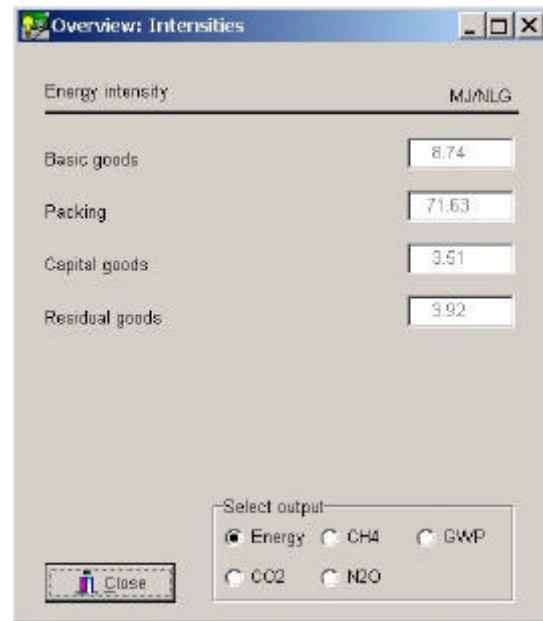 Overview: Intensities
Energy intensity MJ/NLG
Basic goods 8.74
Packing 71.63
Capital goods 3.51
Residual goods 3.92
Select output
Energy CH4 GWP
CO2 N2O
Close